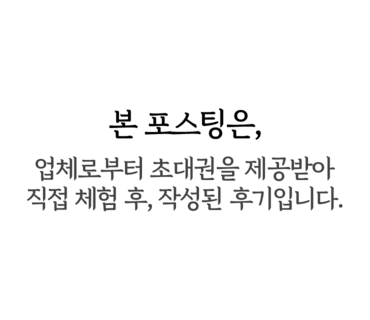 본 포스팅은,
업체로부터 초대권을 제공받아
직접 체험 후, 작성된 후기입니다.